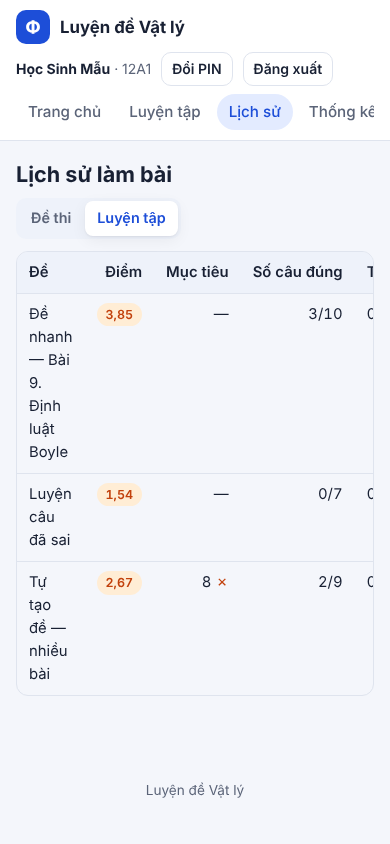 Φ Luyện đề Vật lý
Học Sinh Mẫu · 12A1 Đổi PIN Đăng xuất
Trang chủ Luyện tập Lịch sử Thống kê
Lịch sử làm bài
Đề thi Luyện tập
Đề Điểm Mục tiêu Số câu đúng
Đề 3,85 — 3/10
nhanh
— Bài
9.
Định
luật
Boyle
Luyện 1,54 — 0/7
câu
đã sai
Tự 2,67 8 × 2/9
tạo
đề —
nhiều
bài
Luyện đề Vật lý